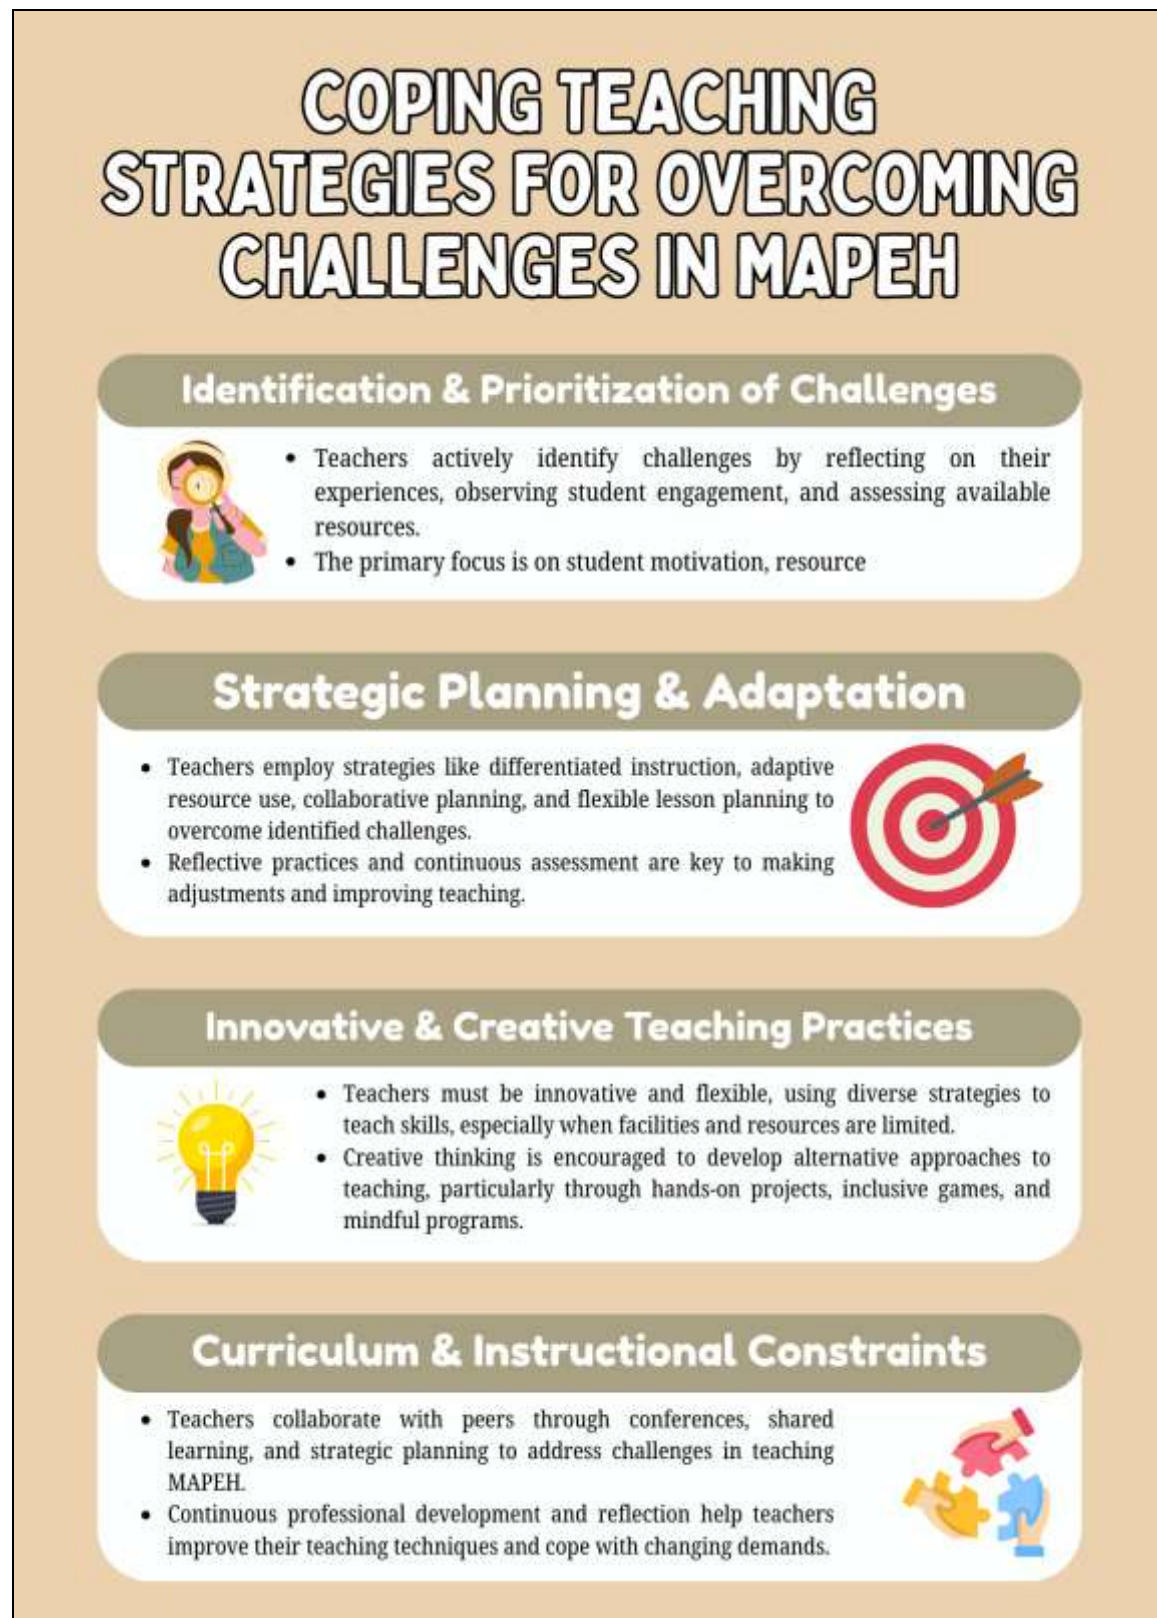 COPING TEACHING
STRATEGIES FOR OVERCOMING
CHALLENGES IN MAPEH
Identification & Prioritization of Challenges
• Teachers actively identify challenges by reflecting on their
experiences, observing student engagement, and assessing available
resources.
• The primary focus is on student motivation, resource
Strategic Planning & Adaptation
• Teachers employ strategies like differentiated instruction, adaptive
resource use, collaborative planning, and flexible lesson planning to
overcome identified challenges.
• Reflective practices and continuous assessment are key to making
adjustments and improving teaching.
Innovative & Creative Teaching Practices
• Teachers must be innovative and flexible, using diverse strategies to
teach skills, especially when facilities and resources are limited.
• Creative thinking is encouraged to develop alternative approaches to
teaching, particularly through hands-on projects, inclusive games, and
mindful programs.
Curriculum & Instructional Constraints
• Teachers collaborate with peers through conferences, shared
learning, and strategic planning to address challenges in teaching
MAPEH.
• Continuous professional development and reflection help teachers
improve their teaching techniques and cope with changing demands.